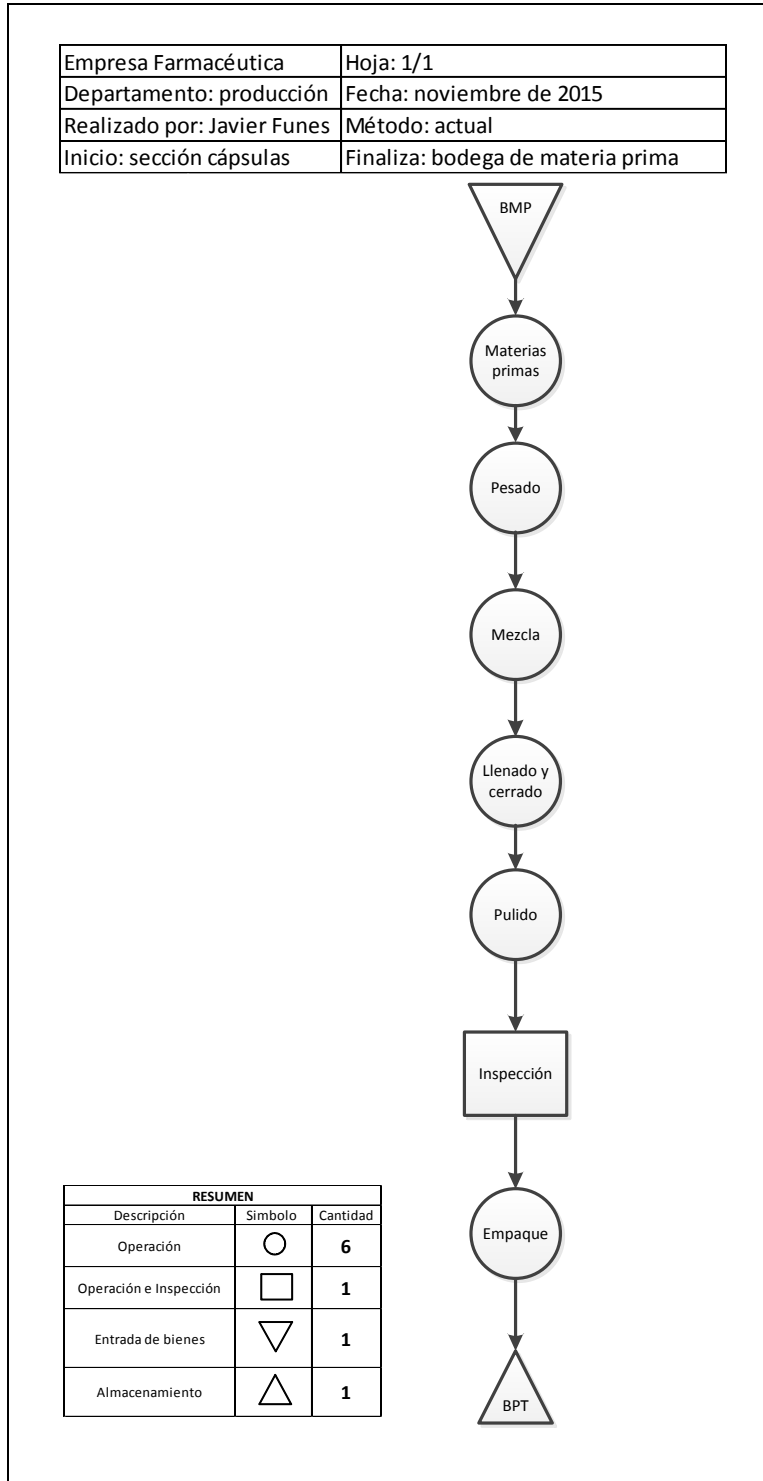 Empresa Farmacéutica Hoja: 1/1
Departamento: producción Fecha: noviembre de 2015
Realizado por: Javier Funes Método: actual
Inicio: sección cápsulas Finaliza: bodega de materia prima
BMP
Materias
primas
Pesado
Mezcla
Llenado y
cerrado
Pulido
Inspección
Empaque
BPT
RESUMEN
Descripción Simbolo Cantidad
Operación 6
Operación e Inspección 1
Entrada de bienes 1
Almacenamiento 1